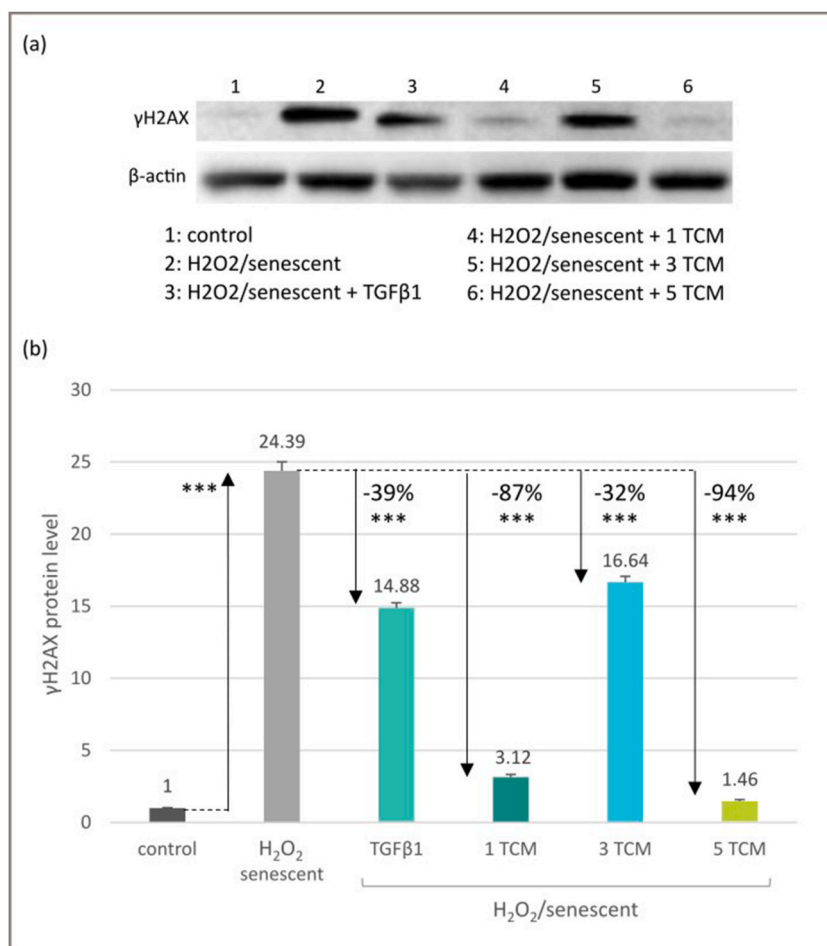 (a)
1 2 3 4 5 6
γH2AX
β-actin
1: control
2: H2O2/senescent
3: H2O2/senescent + TGFβ1
4: H2O2/senescent + 1 TCM
5: H2O2/senescent + 3 TCM
6: H2O2/senescent + 5 TCM
(b)
γH2AX protein level
30
25
20
15
10
5
0
1
***
24.39
-39%
***
14.88
-87%
***
3.12
-32%
***
16.64
-94%
***
1.46
control
H₂O₂
senescent
TGFβ1
1 TCM
3 TCM
5 TCM
H₂O₂/senescent